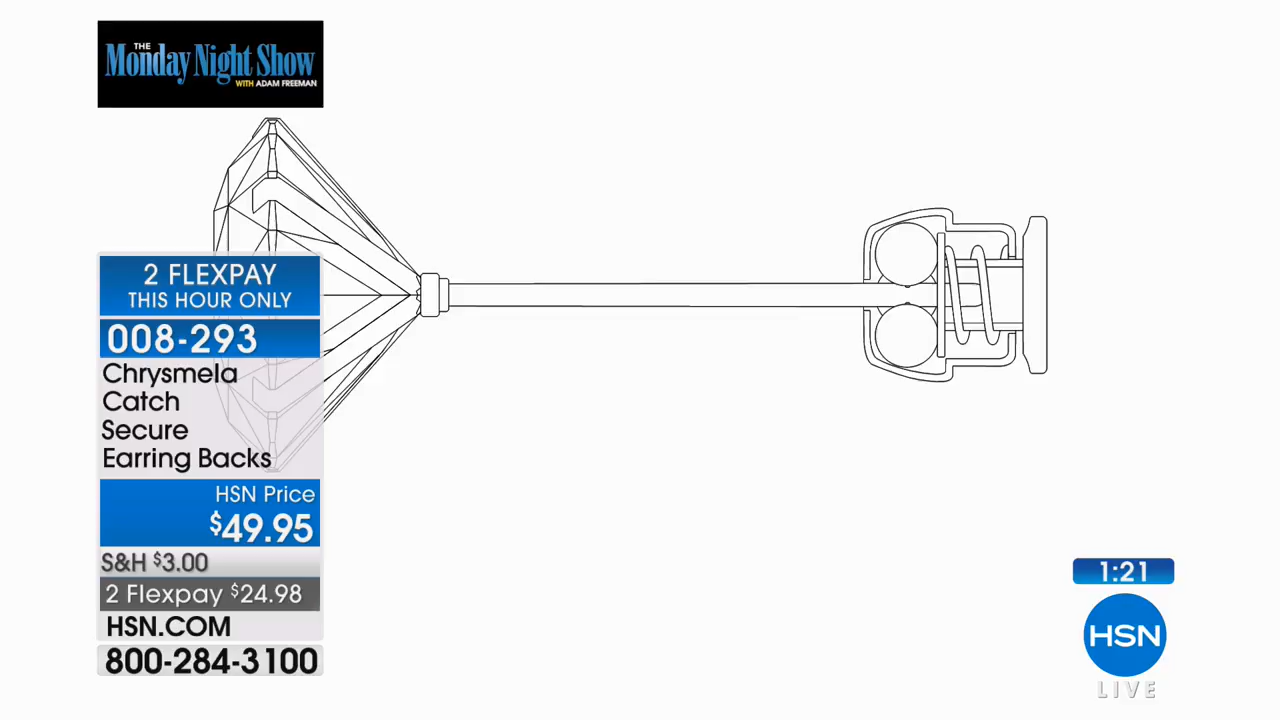 THE
Monday Night Show
WITH ADAM FREEMAN
2 FLEXPAY
THIS HOUR ONLY
008-293
Chrysmela
Catch
Secure
Earring Backs
HSN Price
$49.95
S&H $3.00
2 Flexpay $24.98
HSN.COM
800-284-3100
1:21
HSN
LIVE